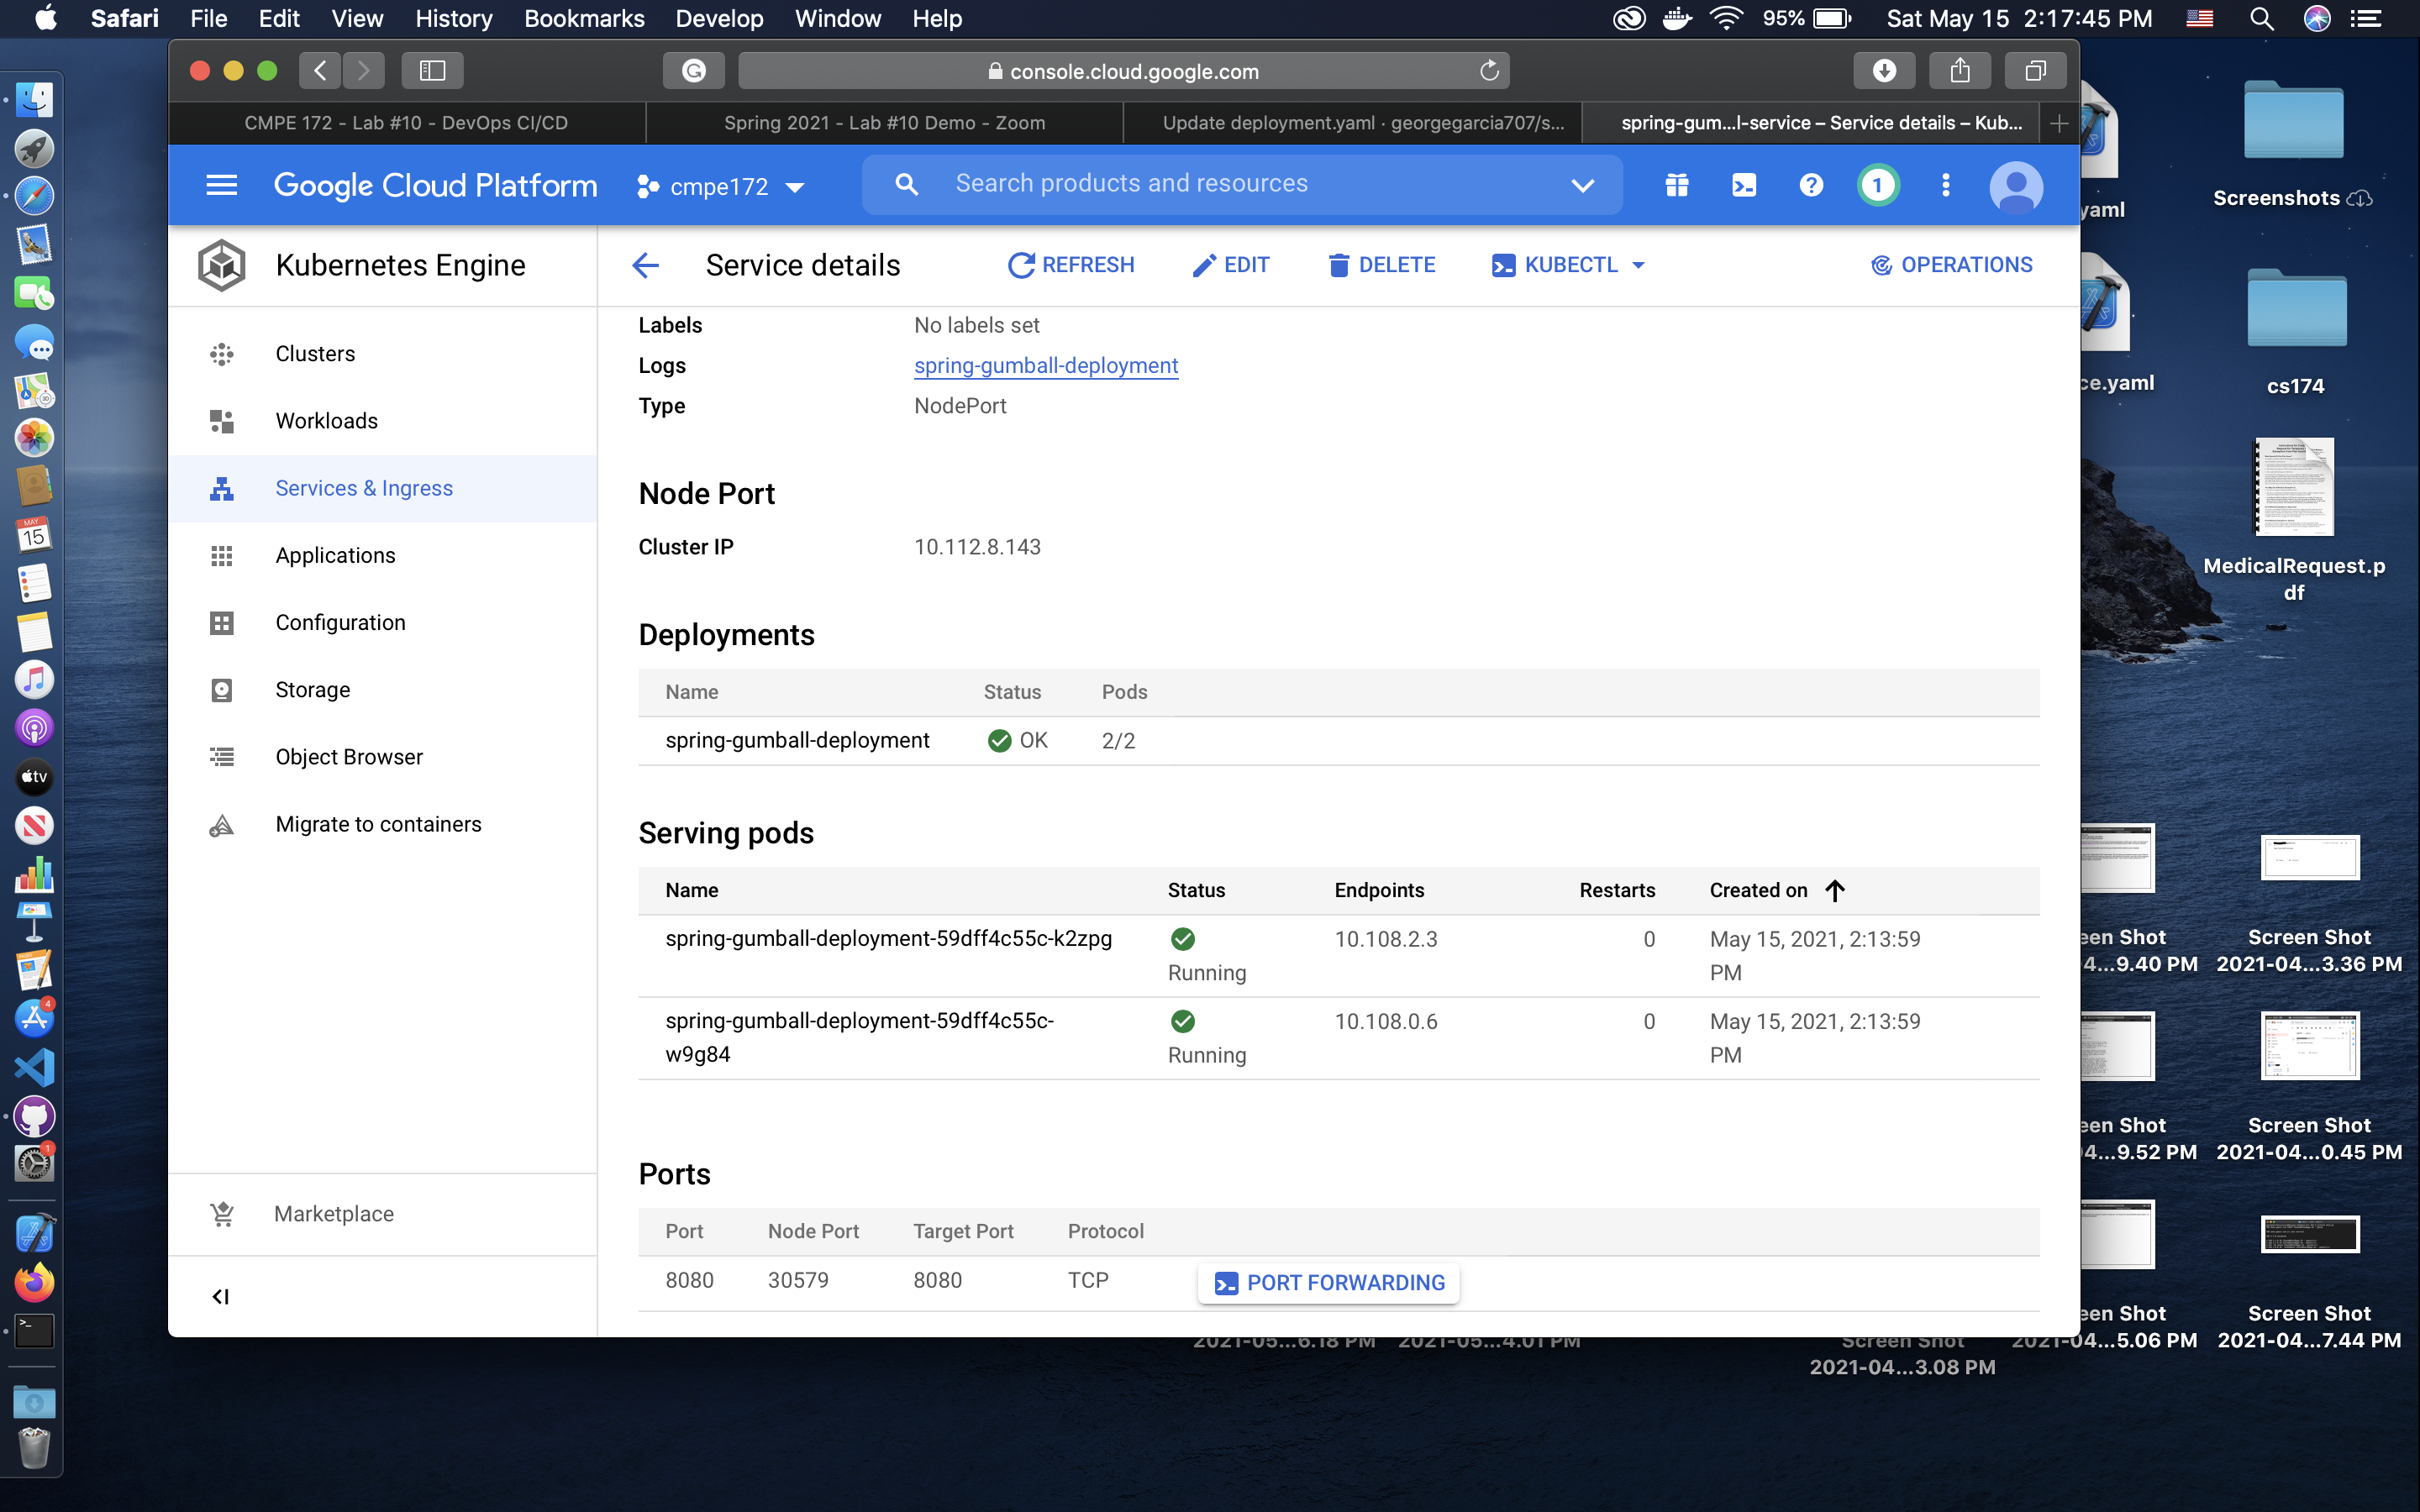 Safari File Edit View History Bookmarks Develop Window Help 95% Sat May 15 2:17:45 PM
console.cloud.google.com
CMPE 172 - Lab #10 - DevOps CI/CD
Spring 2021 - Lab #10 Demo - Zoom
Update deployment.yaml · georgegarcia707/s...
spring-gum...l-service – Service details – Kub...
Google Cloud Platform
cmpe172
Search products and resources
1
Kubernetes Engine
Service details
REFRESH
EDIT
DELETE
KUBECTL
OPERATIONS
Clusters
Workloads
Services & Ingress
Applications
Configuration
Storage
Object Browser
Migrate to containers
Marketplace
Labels No labels set
Logs spring-gumball-deployment
Type NodePort
Node Port
Cluster IP 10.112.8.143
Deployments
Name Status Pods
spring-gumball-deployment OK 2/2
Serving pods
Name Status Endpoints Restarts Created on
spring-gumball-deployment-59dff4c55c-k2zpg Running 10.108.2.3 0 May 15, 2021, 2:13:59
PM
spring-gumball-deployment-59dff4c55c-
w9g84 Running 10.108.0.6 0 May 15, 2021, 2:13:59
PM
Ports
Port Node Port Target Port Protocol
8080 30579 8080 TCP PORT FORWARDING
yaml
Screenshots
ce.yaml
cs174
MedicalRequest.p
df
een Shot
4...9.40 PM
Screen Shot
2021-04...3.36 PM
een Shot
4...9.52 PM
Screen Shot
2021-04...0.45 PM
een Shot
2021-04...5.06 PM
Screen Shot
2021-04...7.44 PM
2021-05...6.18 PM
2021-05...4.01 PM
Screen Shot
2021-04...3.08 PM
MAY
15
tv
4
1